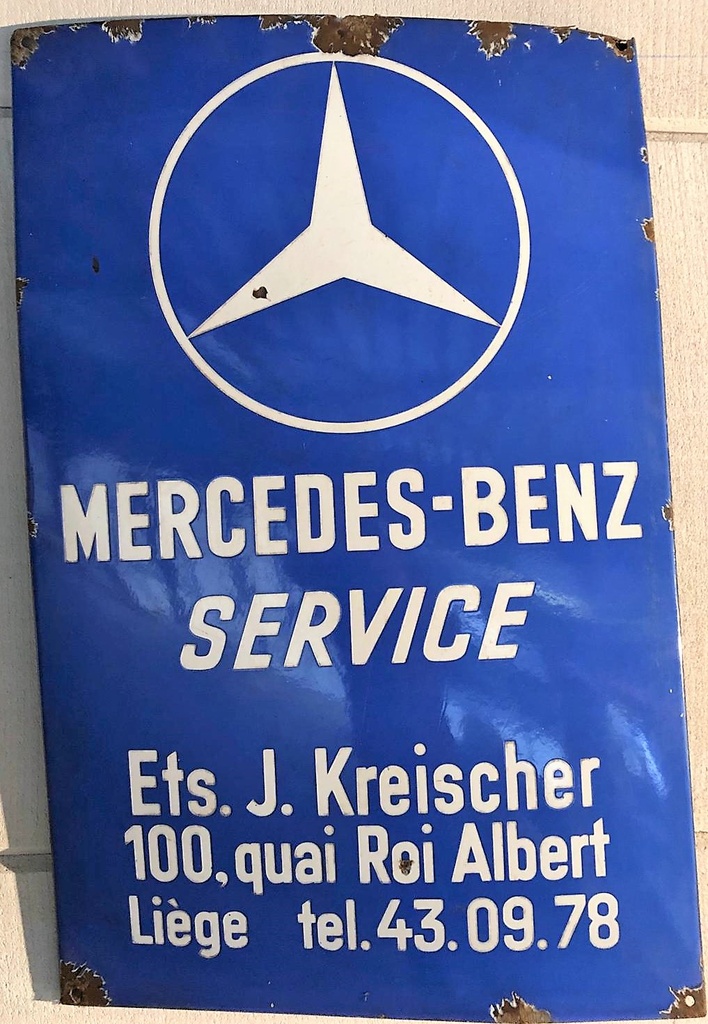 MERCEDES-BENZ
SERVICE
Ets. J. Kreischer
100, quai Roi Albert
Liège tel. 43.09.78